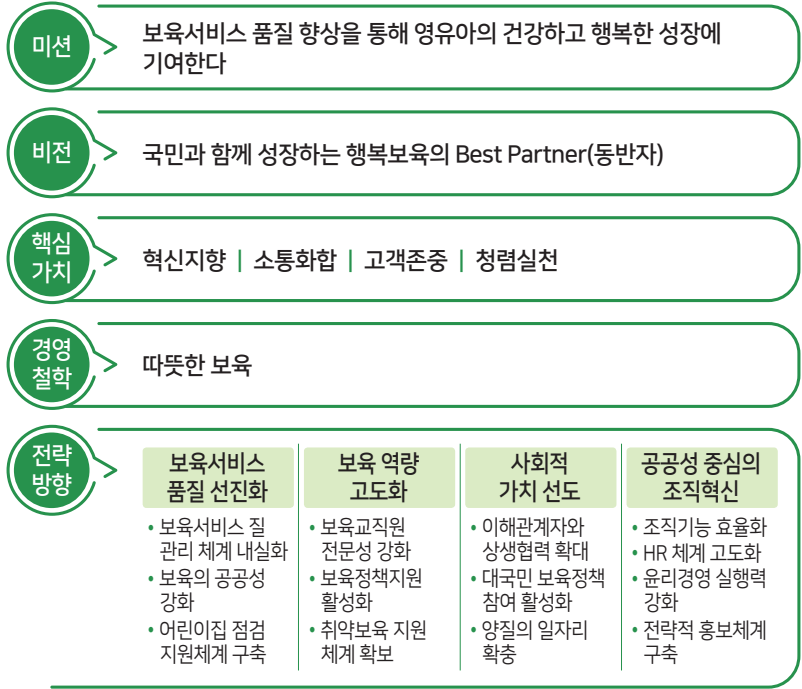 미션
보육서비스 품질 향상을 통해 영유아의 건강하고 행복한 성장에
기여한다
비전
국민과 함께 성장하는 행복보육의 Best Partner(동반자)
핵심
가치
혁신지향 | 소통화합 | 고객존중 | 청렴실천
경영
철학
따뜻한 보육
전략
방향
보육서비스
품질 선진화
• 보육서비스 질
관리 체계 내실화
• 보육의 공공성
강화
• 어린이집 점검
지원체계 구축
보육 역량
고도화
• 보육교직원
전문성 강화
• 보육정책지원
활성화
• 취약보육 지원
체계 확보
사회적
가치 선도
• 이해관계자와
상생협력 확대
• 대국민 보육정책
참여 활성화
• 양질의 일자리
확충
공공성 중심의
조직혁신
• 조직기능 효율화
• HR 체계 고도화
• 윤리경영 실행력
강화
• 전략적 홍보체계
구축